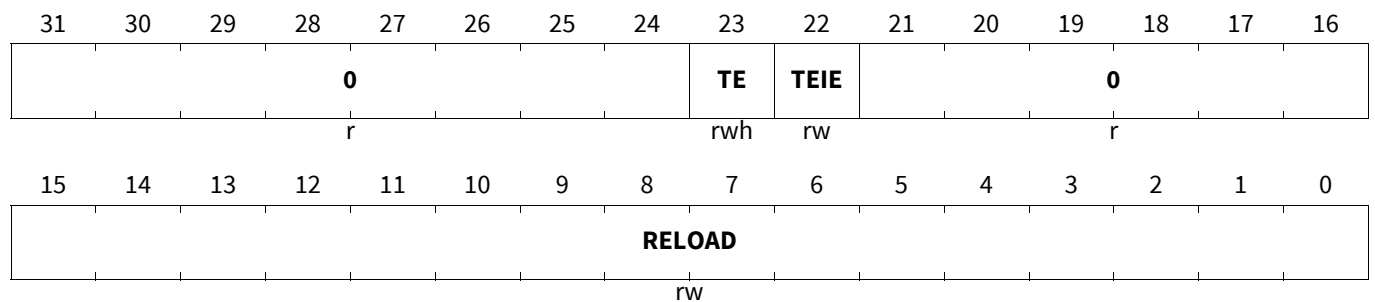 31 30 29 28 27 26 25 24 23 22 21 20 19 18 17 16
0 TE TEIE 0
r rwh rw r
15 14 13 12 11 10 9 8 7 6 5 4 3 2 1 0
RELOAD
rw